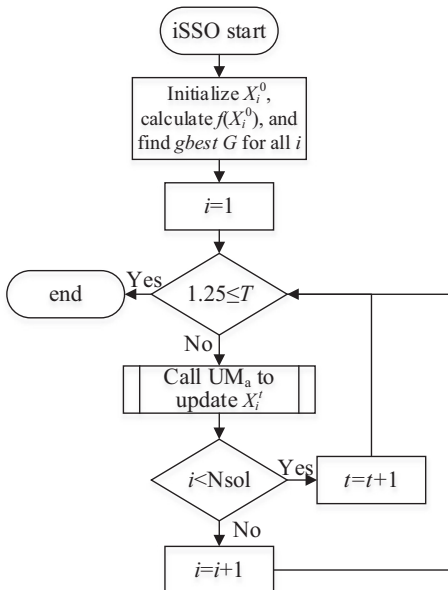 iSSO start
Initialize X_i^0,
calculate f(X_i^0), and
find gbest G for all i
i=1
1.25≤T
Yes
end
No
Call UM_a to
update X_i^t
i<Nsol
Yes
t=t+1
No
i=i+1